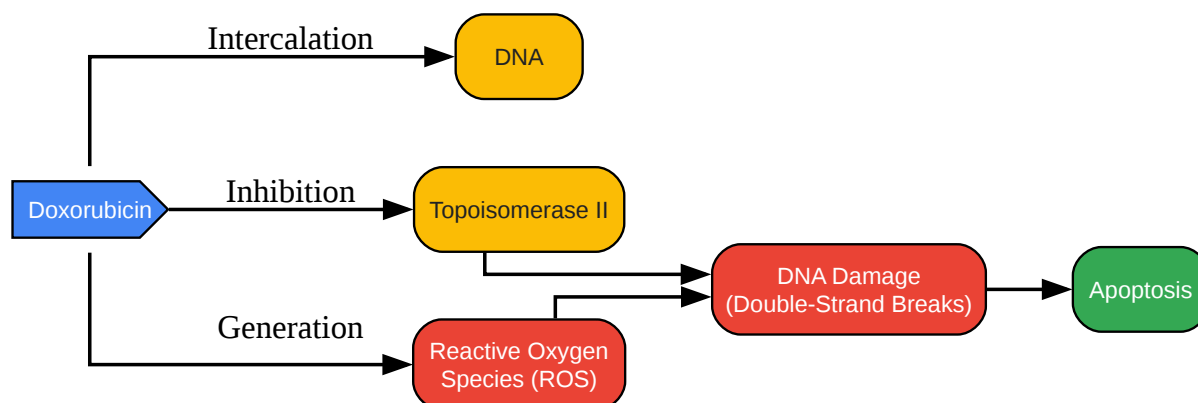 Intercalation
DNA
Doxorubicin
Inhibition
Topoisomerase II
DNA Damage
(Double-Strand Breaks)
Apoptosis
Generation
Reactive Oxygen
Species (ROS)